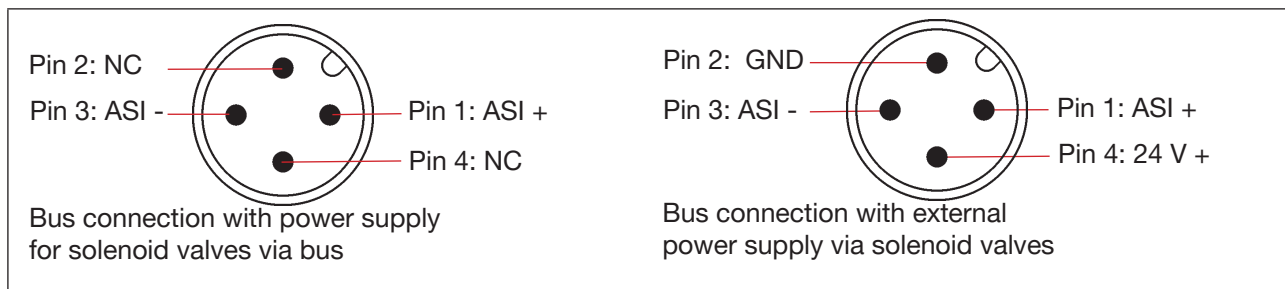 Pin 2: NC
Pin 3: ASI -
Pin 1: ASI +
Pin 4: NC
Bus connection with power supply
for solenoid valves via bus
Pin 2: GND
Pin 3: ASI -
Pin 1: ASI +
Pin 4: 24 V +
Bus connection with external
power supply via solenoid valves